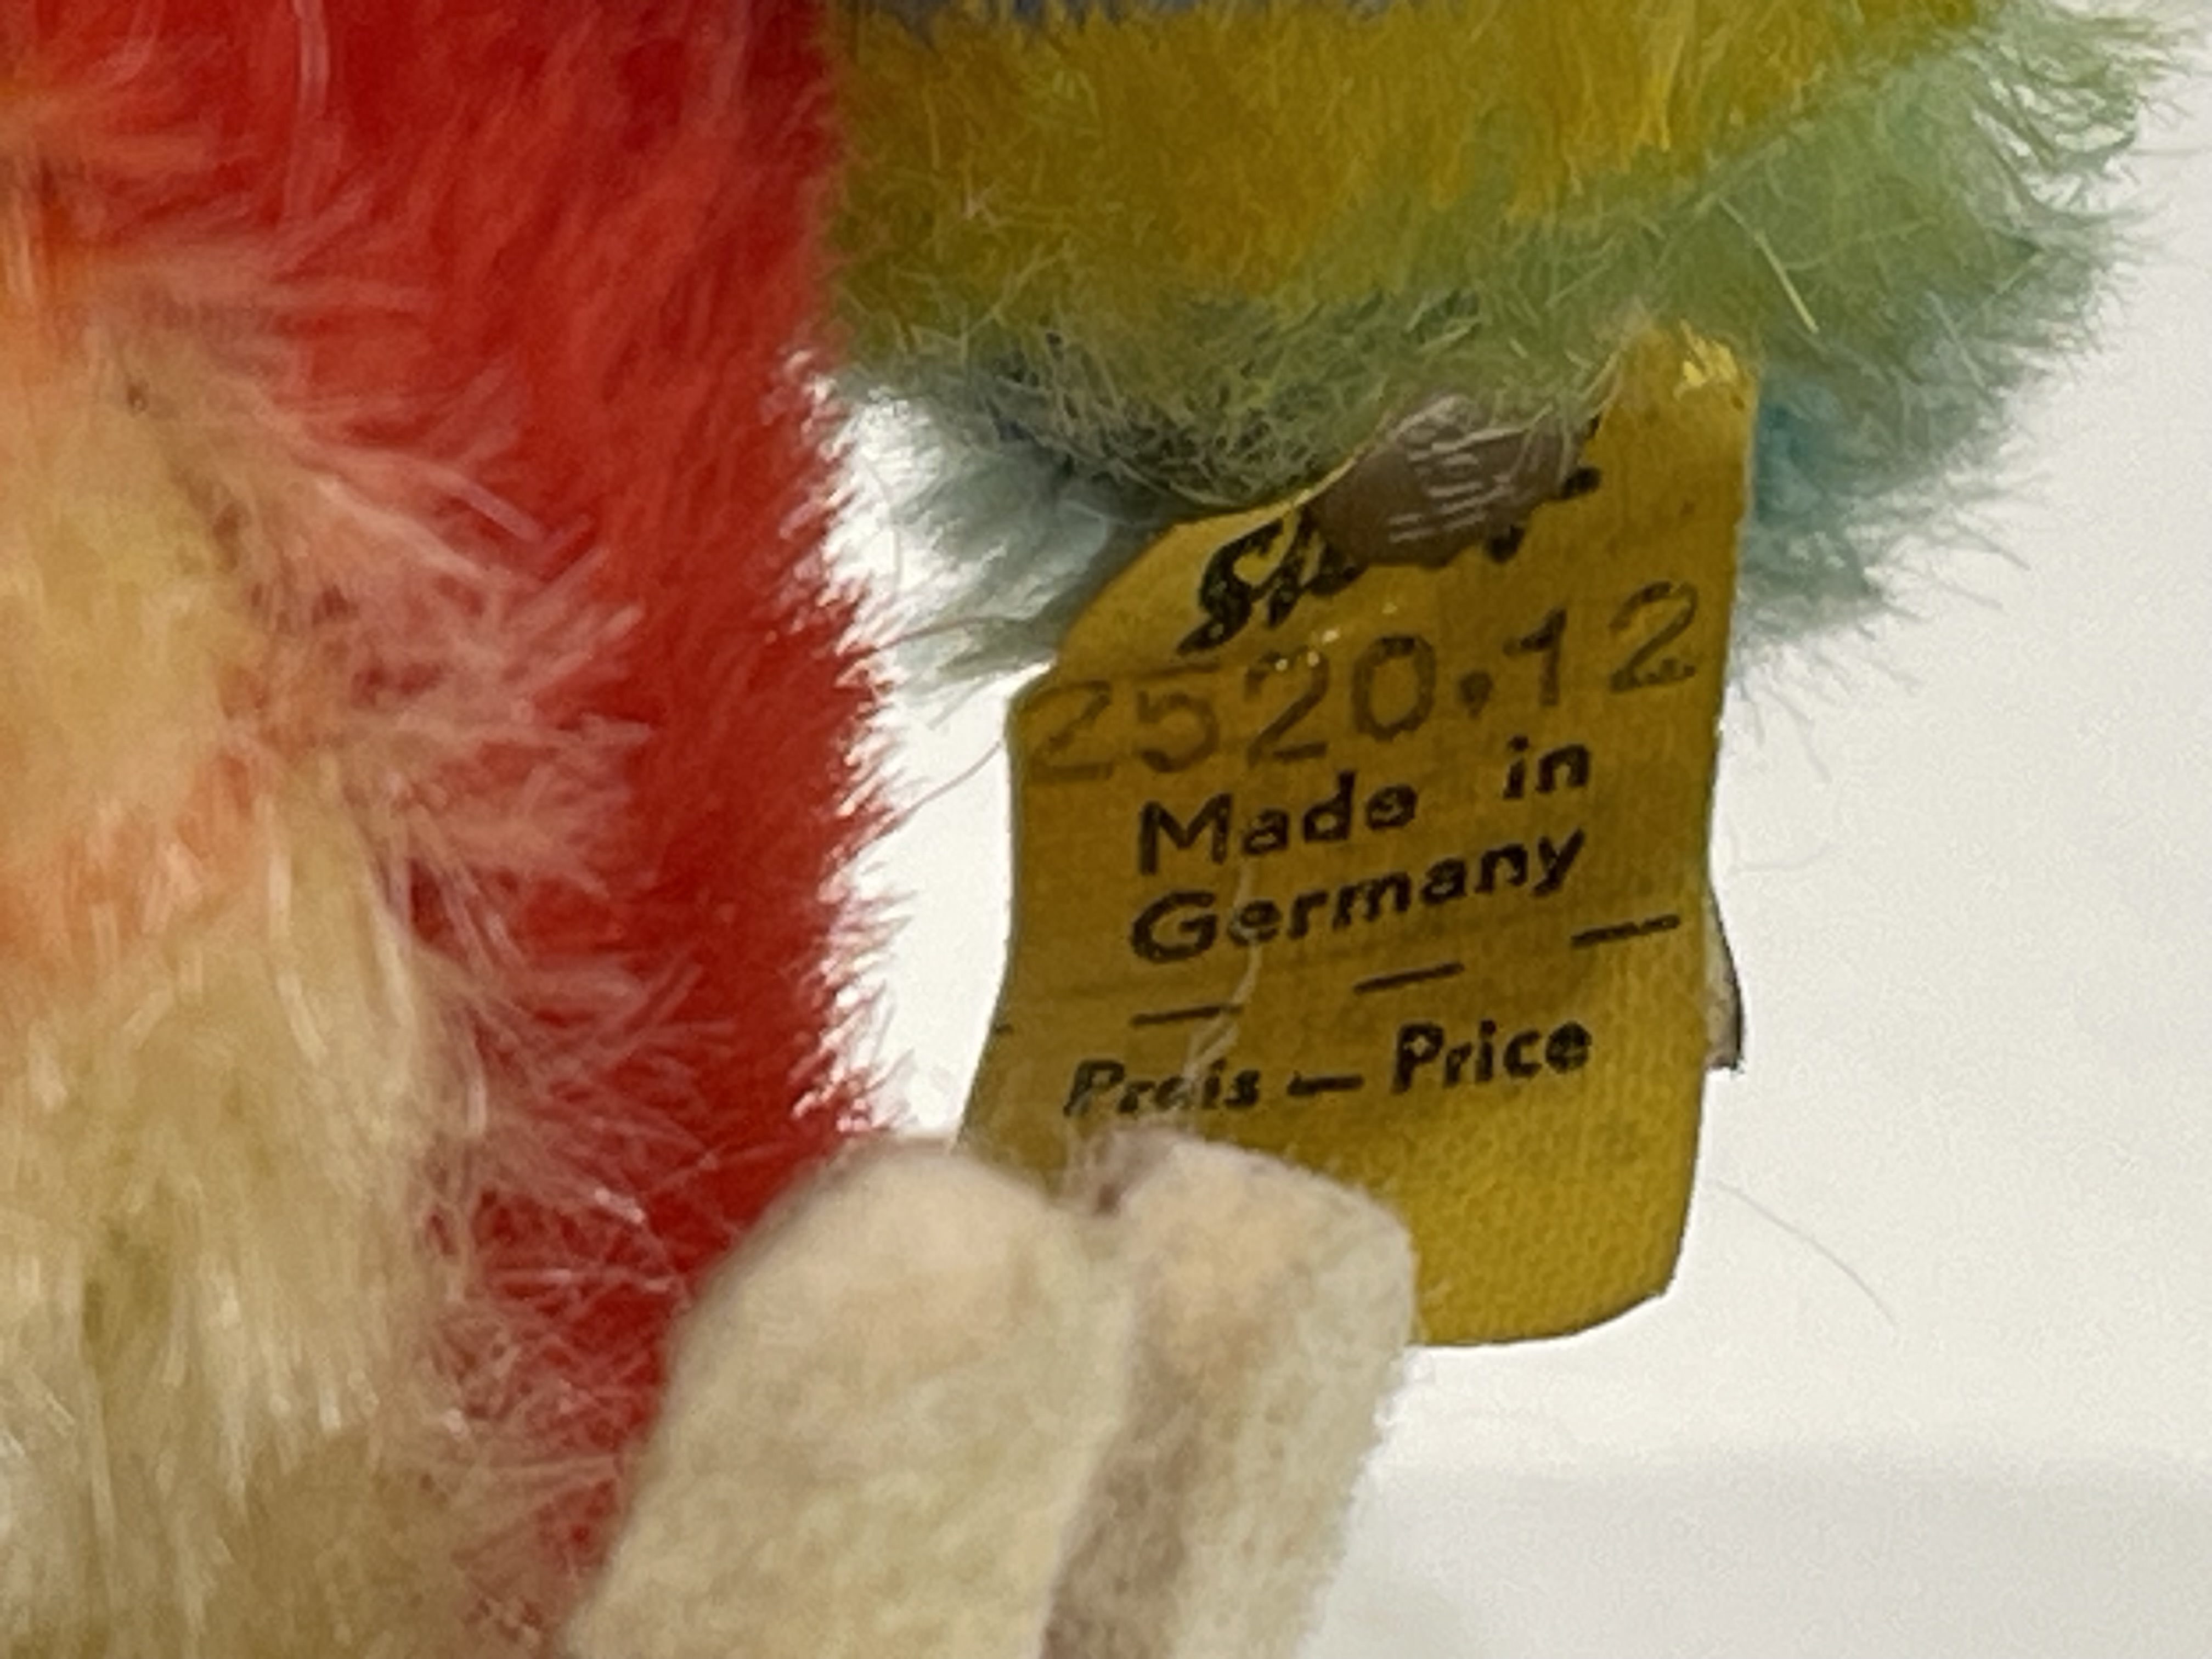 2520.12
Made in
Germany
Preis — Price